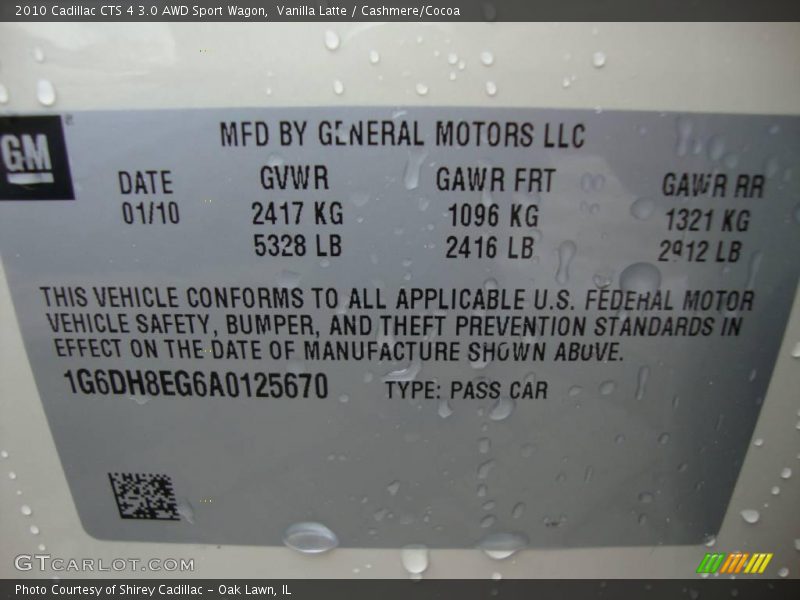 2010 Cadillac CTS 4 3.0 AWD Sport Wagon, Vanilla Latte / Cashmere/Cocoa
GM
MFD BY GENERAL MOTORS LLC
DATE GVWR GAWR FRT GAWR RR
01/10 2417 KG 1096 KG 1321 KG
5328 LB 2416 LB 2912 LB
THIS VEHICLE CONFORMS TO ALL APPLICABLE U.S. FEDERAL MOTOR
VEHICLE SAFETY, BUMPER, AND THEFT PREVENTION STANDARDS IN
EFFECT ON THE DATE OF MANUFACTURE SHOWN ABOVE.
1G6DH8EG6A0125670 TYPE: PASS CAR
GTCARLOT.COM
Photo Courtesy of Shirey Cadillac - Oak Lawn, IL